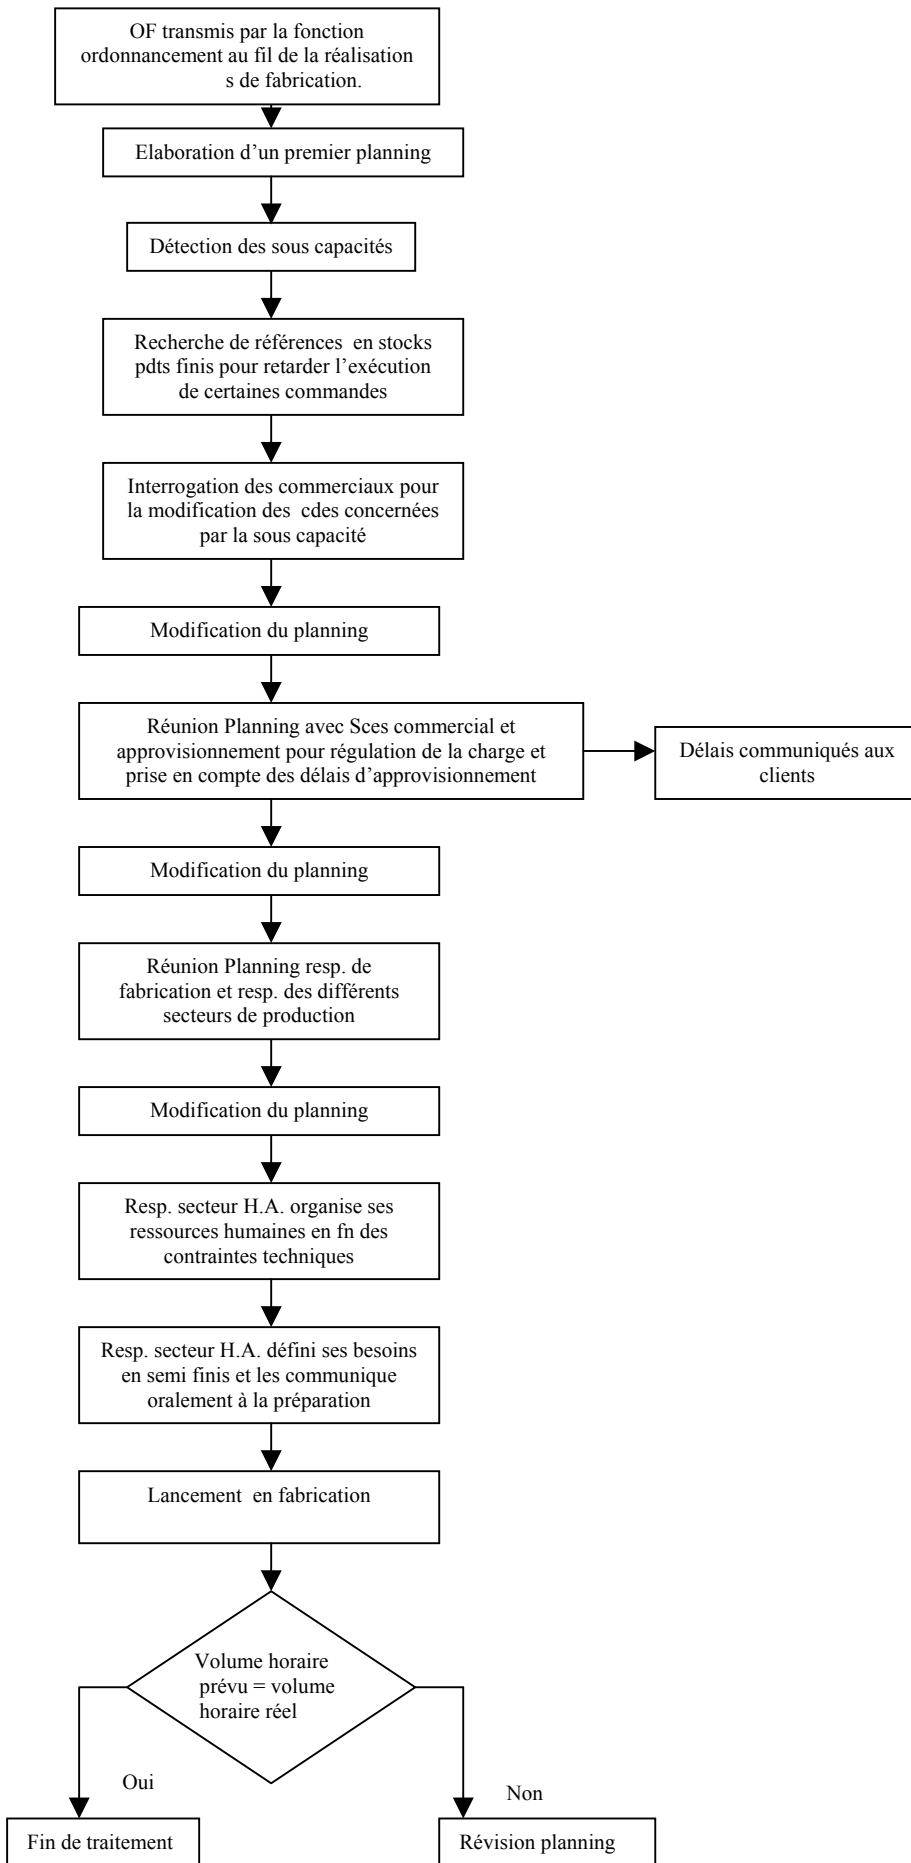 OF transmis par la fonction
ordonnancement au fil de la réalisation
s de fabrication.
Elaboration d’un premier planning
Détection des sous capacités
Recherche de références en stocks
pdts finis pour retarder l’exécution
de certaines commandes
Interrogation des commerciaux pour
la modification des cdes concernées
par la sous capacité
Modification du planning
Réunion Planning avec Sces commercial et
approvisionnement pour régulation de la charge et
prise en compte des délais d’approvisionnement
Délais communiqués aux
clients
Modification du planning
Réunion Planning resp. de
fabrication et resp. des différents
secteurs de production
Modification du planning
Resp. secteur H.A. organise ses
ressources humaines en fn des
contraintes techniques
Resp. secteur H.A. défini ses besoins
en semi finis et les communique
oralement à la préparation
Lancement en fabrication
Volume horaire
prévu = volume
horaire réel
Oui
Non
Fin de traitement
Révision planning